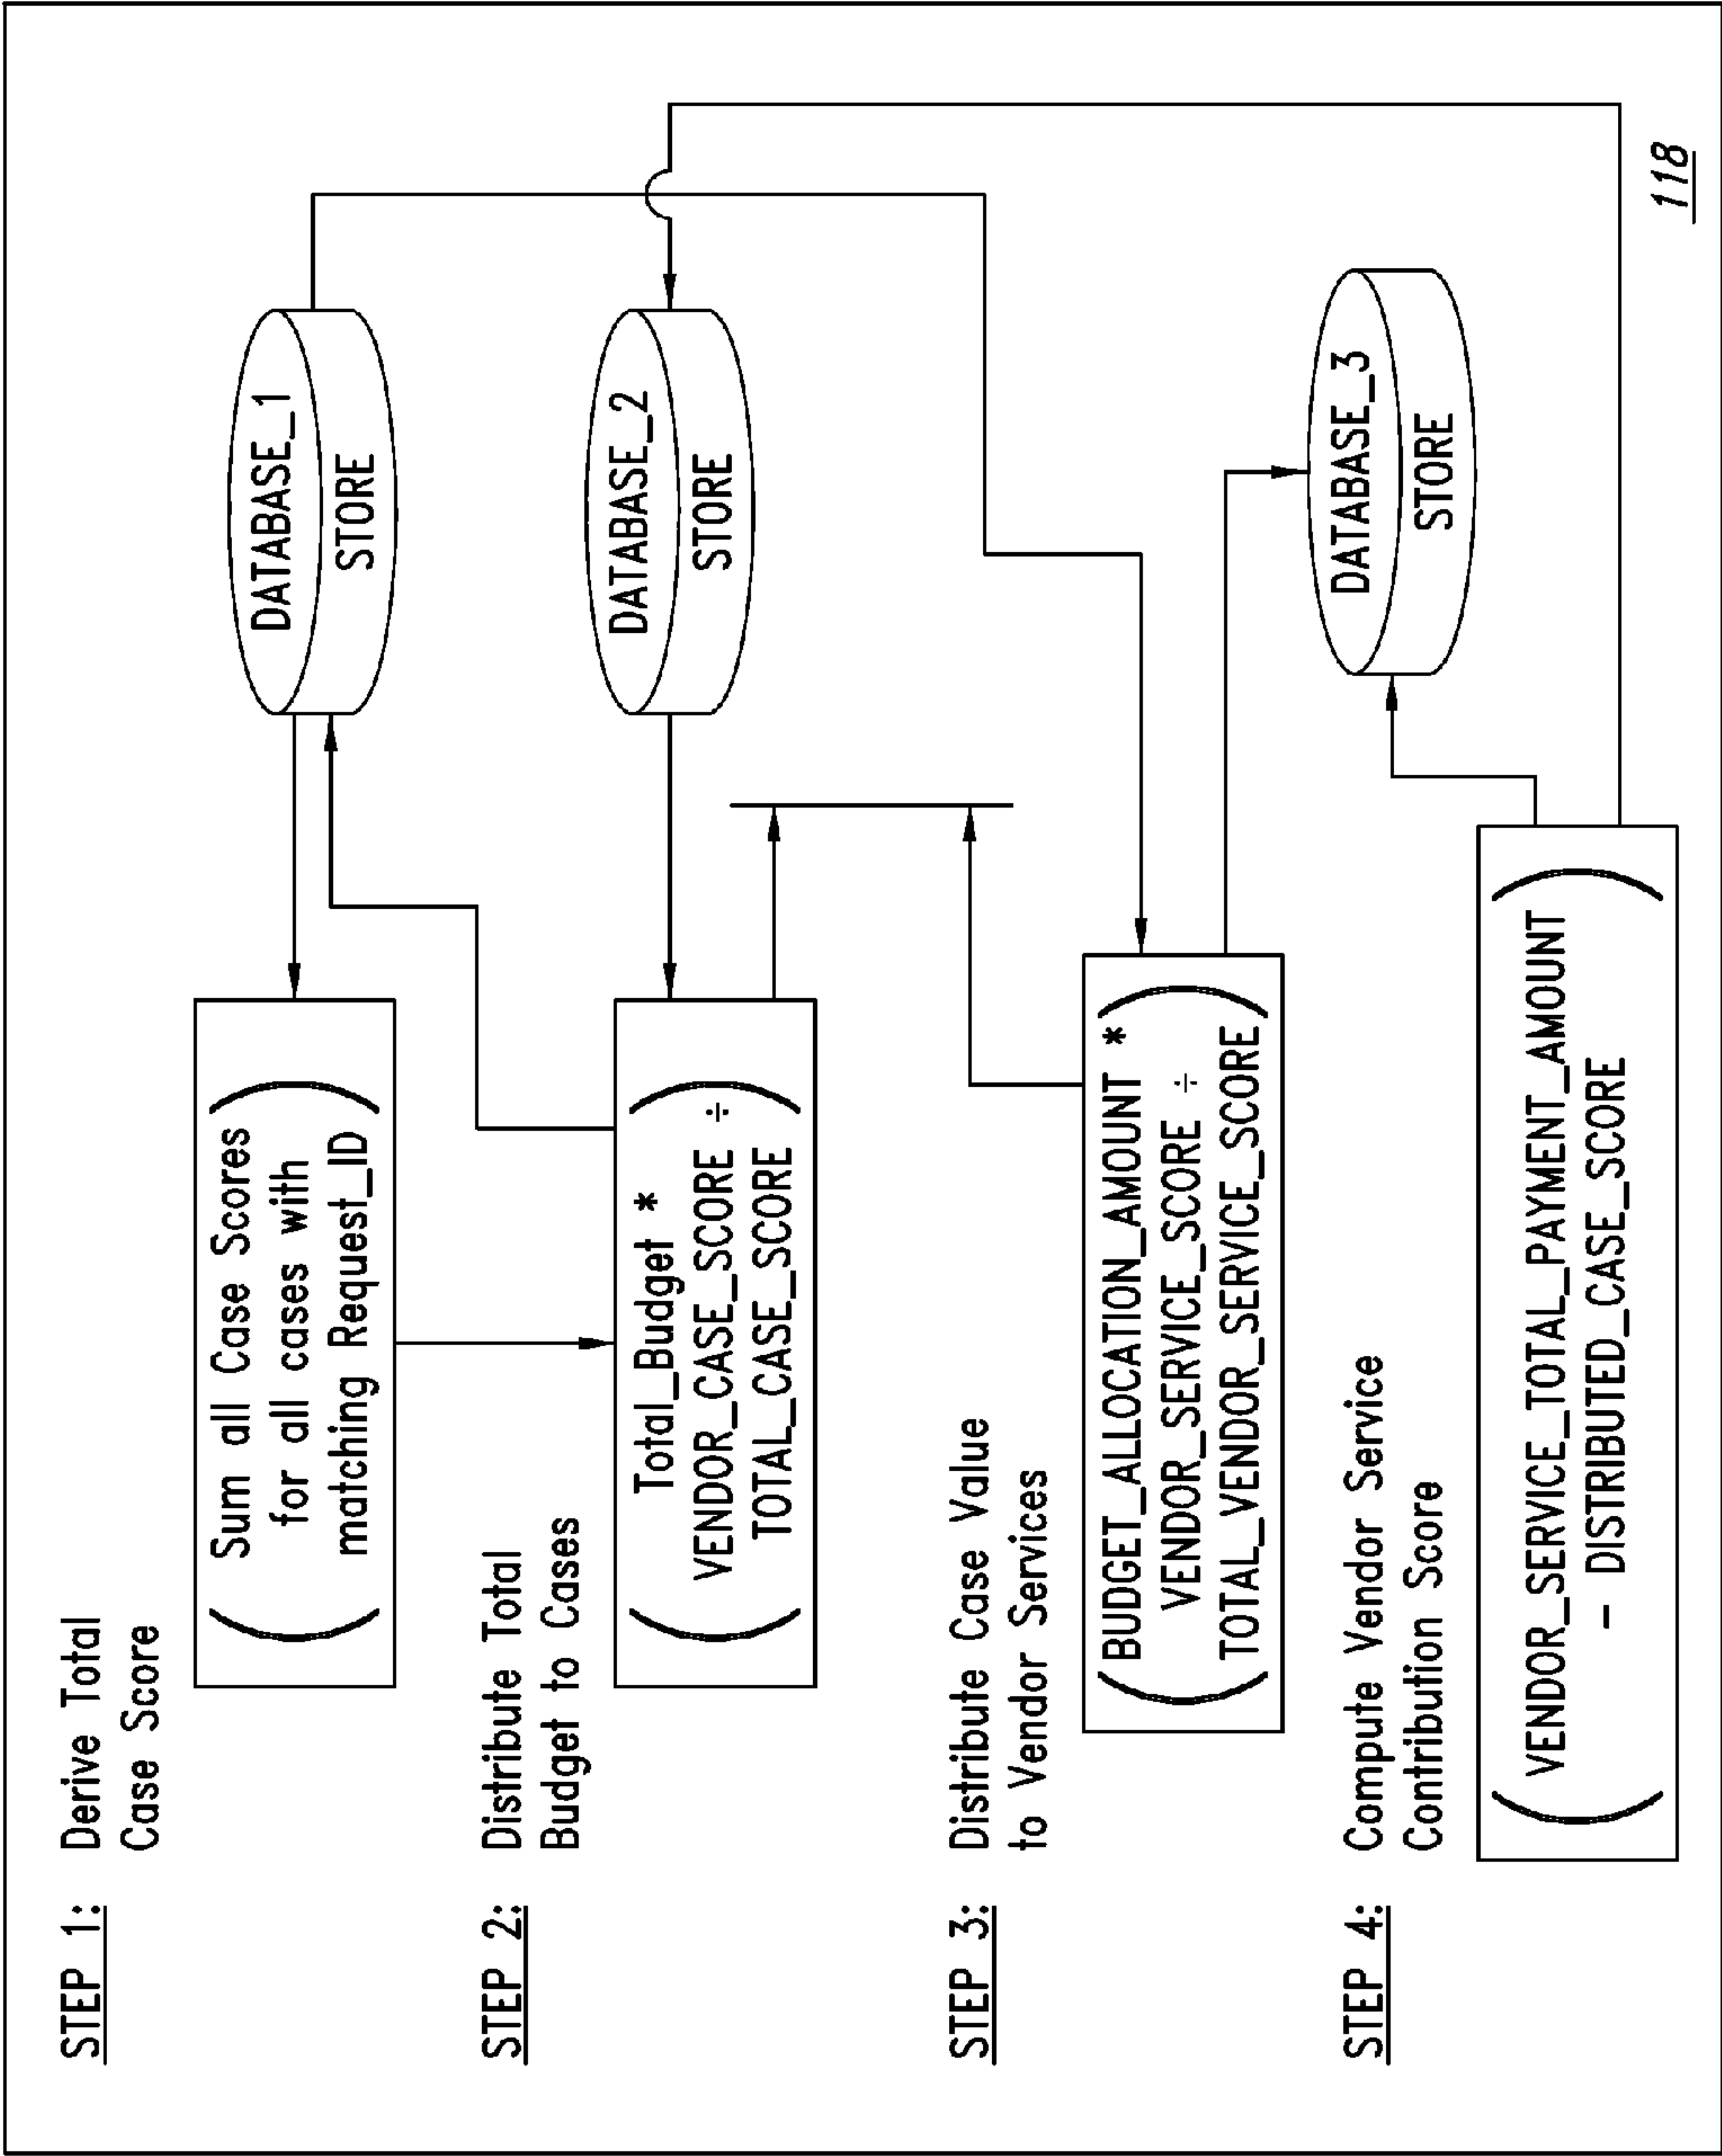 STEP 1: Derive Total
Case Score
Sum all Case Scores
for all cases with
matching Request_ID
DATABASE_1
STORE
STEP 2: Distribute Total
Budget to Cases
Total_Budget *
VENDOR_CASE_SCORE ÷
TOTAL_CASE_SCORE
DATABASE_2
STORE
STEP 3: Distribute Case Value
to Vendor Services
BUDGET_ALLOCATION_AMOUNT *
VENDOR_SERVICE_SCORE ÷
TOTAL_VENDOR_SERVICE_SCORE
DATABASE_3
STORE
STEP 4: Compute Vendor Service
Contribution Score
VENDOR_SERVICE_TOTAL_PAYMENT_AMOUNT
- DISTRIBUTED_CASE_SCORE
118